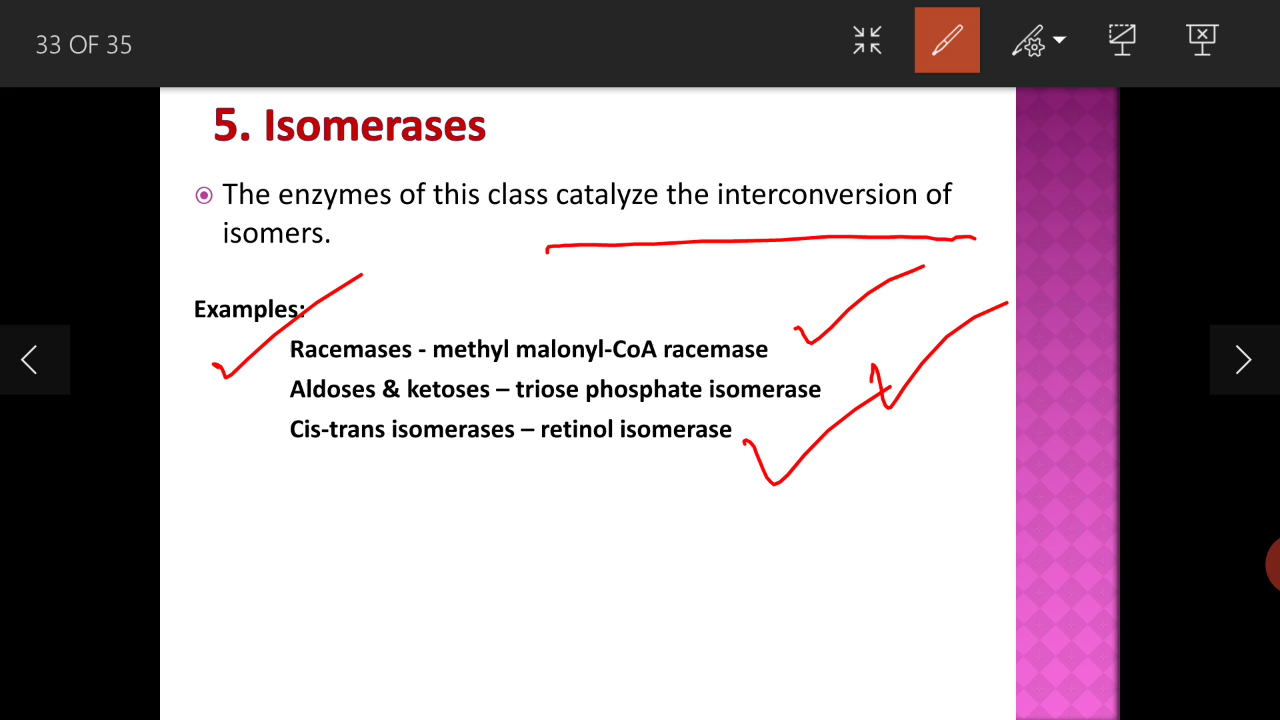 33 OF 35
5. Isomerases
The enzymes of this class catalyze the interconversion of
isomers.
Examples:
Racemases - methyl malonyl-CoA racemase
Aldoses & ketoses – triose phosphate isomerase
Cis-trans isomerases – retinol isomerase